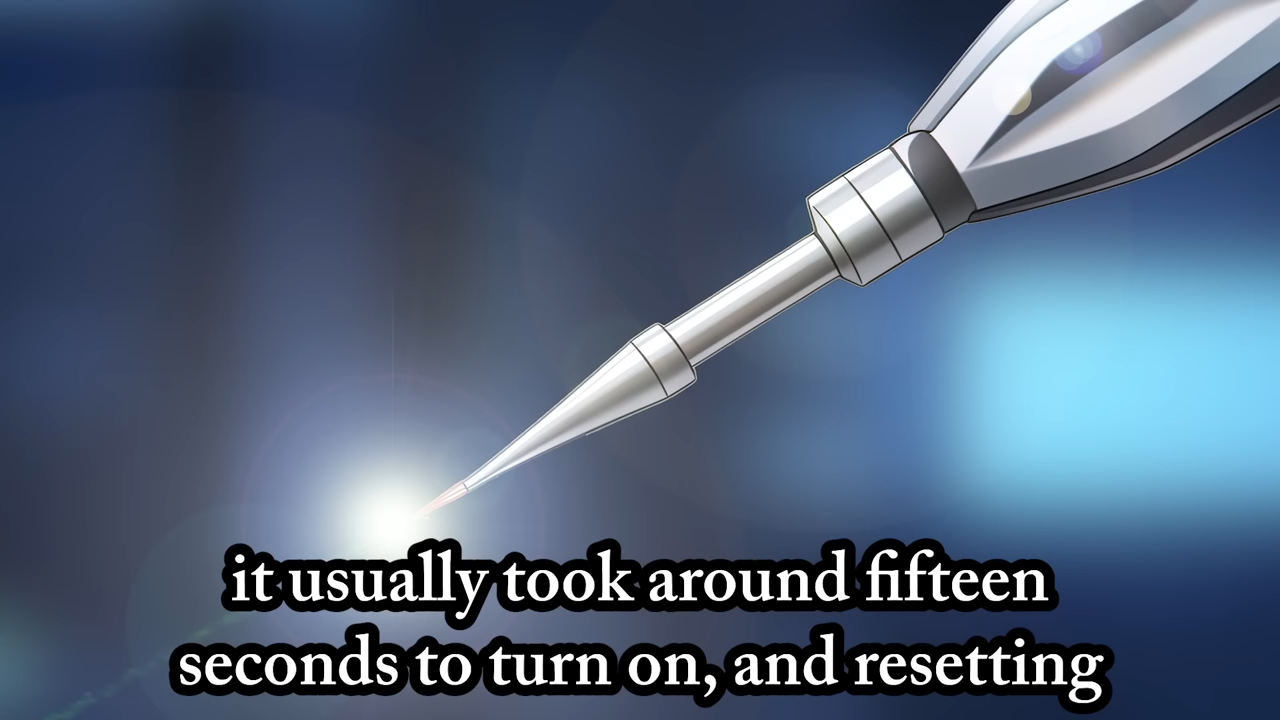 it usually took around fifteen
seconds to turn on, and resetting